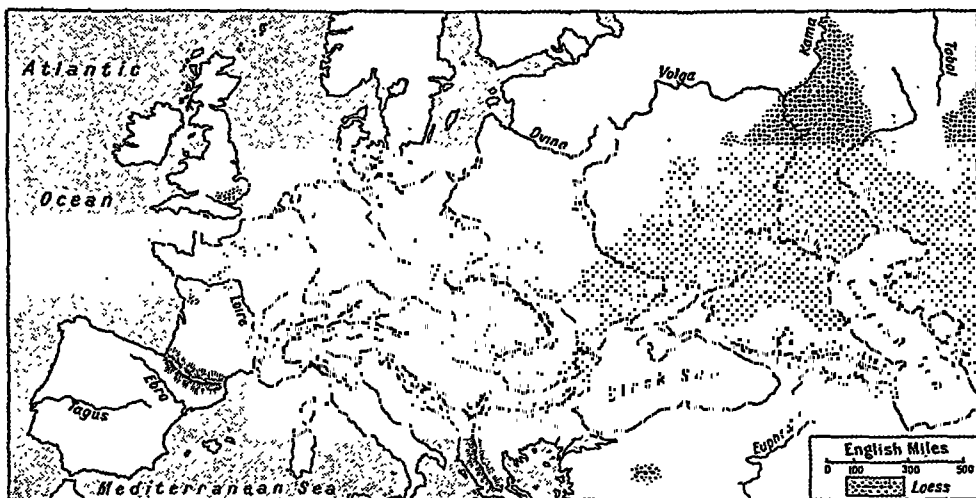 Atlantic
Ocean
Kama
Tobol
Volga
Dvina
Loire
Ebro
Tagus
Black Sea
Mediterranean Sea
English Miles
0 100 300 500
Loess